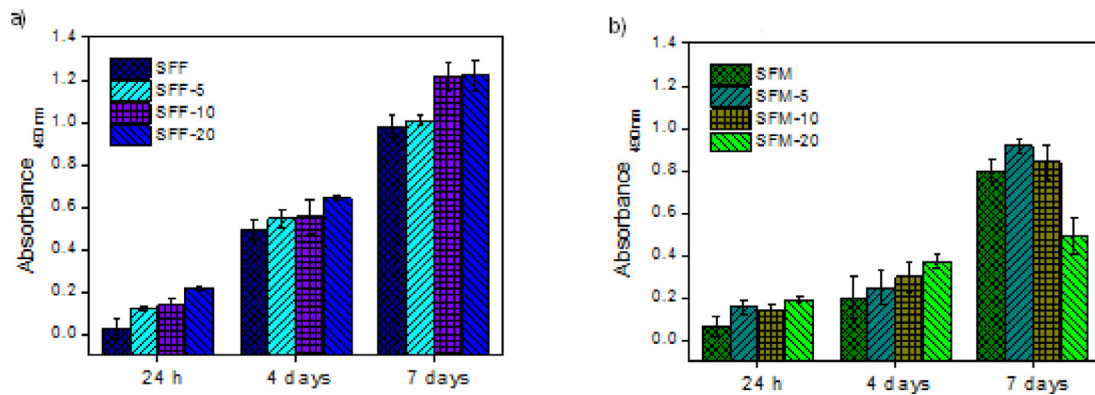 a)
1.4
1.2
1.0
0.8
0.6
0.4
0.2
0.0
Absorbance 490nm
SFF
SFF-5
SFF-10
SFF-20
24 h 4 days 7 days
b)
1.4
1.2
1.0
0.8
0.6
0.4
0.2
0.0
Absorbance 490nm
SFM
SFM-5
SFM-10
SFM-20
24 h 4 days 7 days